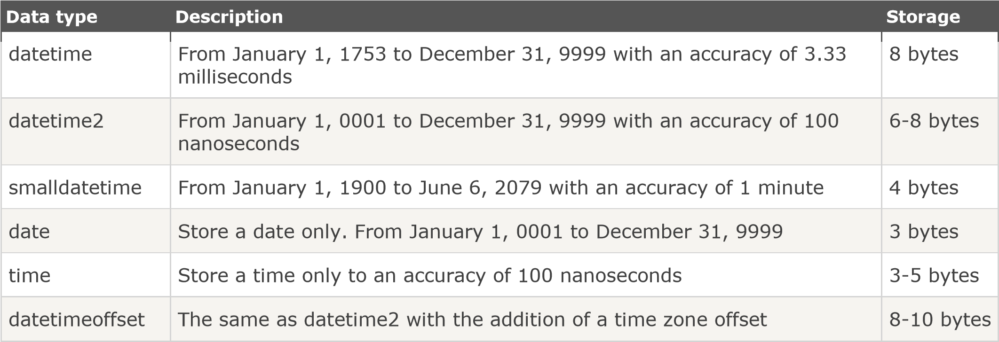 Data type Description Storage
datetime From January 1, 1753 to December 31, 9999 with an accuracy of 3.33 8 bytes
milliseconds
datetime2 From January 1, 0001 to December 31, 9999 with an accuracy of 100 6-8 bytes
nanoseconds
smalldatetime From January 1, 1900 to June 6, 2079 with an accuracy of 1 minute 4 bytes
date Store a date only. From January 1, 0001 to December 31, 9999 3 bytes
time Store a time only to an accuracy of 100 nanoseconds 3-5 bytes
datetimeoffset The same as datetime2 with the addition of a time zone offset 8-10 bytes